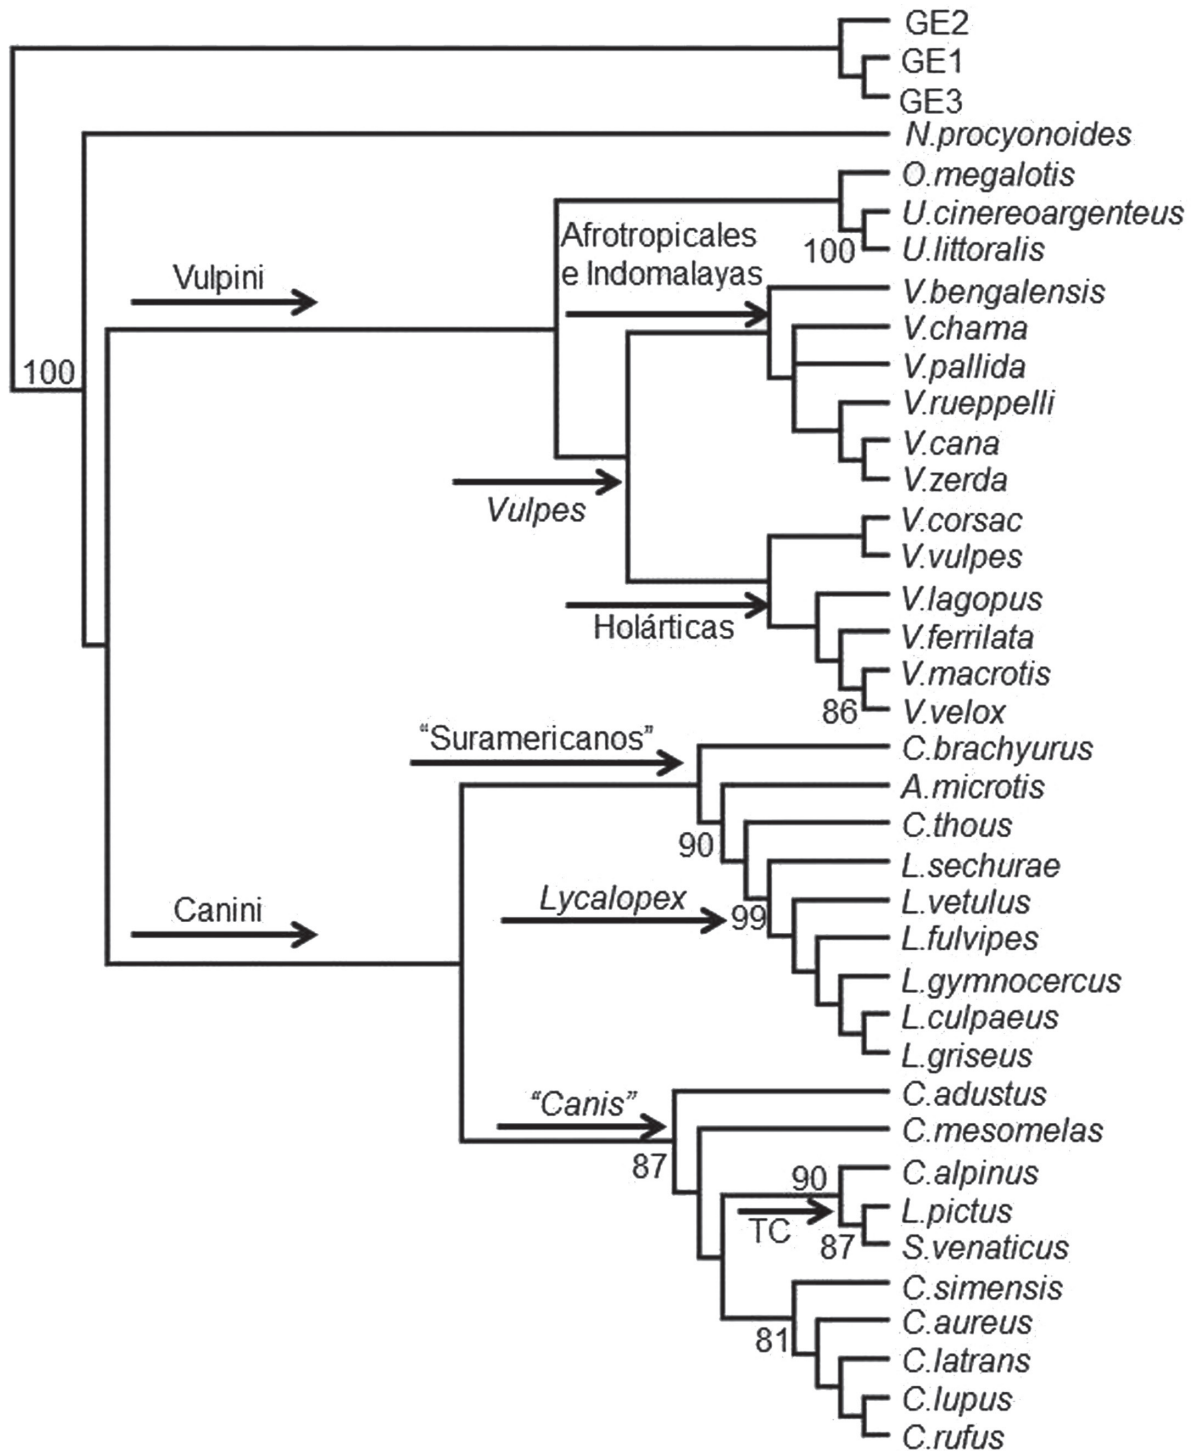 GE2
GE1
GE3
N.procyonoides
O.megalotis
U.cinereoargenteus
Afrotropicales
100
U.littoralis
e Indomalayas
Vulpini
V.bengalensis
V.chama
V.pallida
100
V.rueppelli
V.cana
V.zerda
Vulpes
V.corsac
V.vulpes
V.lagopus
Holárticas
V.ferrilata
V.macrotis
86
V.velox
“Suramericanos”
C.brachyurus
A.microtis
C.thous
90
L.sechurae
Lycalopex
L.vetulus
Canini
99
L.fulvipes
L.gymnocercus
L.culpaeus
L.griseus
C.adustus
“Canis”
C.mesomelas
87
C.alpinus
90
L.pictus
TC
87
S.venaticus
C.simensis
C.aureus
81
C.latrans
C.lupus
C.rufus